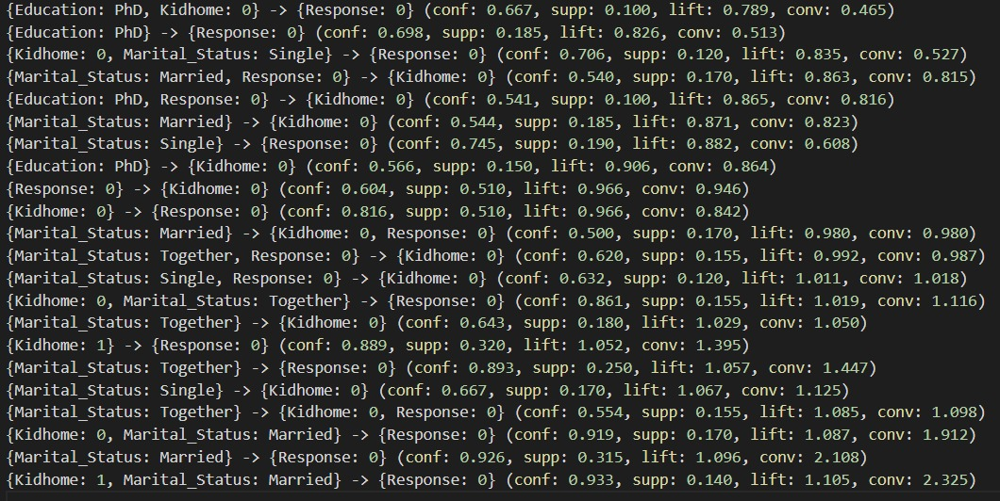 {Education: PhD, Kidhome: 0} -> {Response: 0} (conf: 0.667, supp: 0.100, lift: 0.789, conv: 0.465)
{Education: PhD} -> {Response: 0} (conf: 0.698, supp: 0.185, lift: 0.826, conv: 0.513)
{Kidhome: 0, Marital_Status: Single} -> {Response: 0} (conf: 0.706, supp: 0.120, lift: 0.835, conv: 0.527)
{Marital_Status: Married, Response: 0} -> {Kidhome: 0} (conf: 0.540, supp: 0.170, lift: 0.863, conv: 0.815)
{Education: PhD, Response: 0} -> {Kidhome: 0} (conf: 0.541, supp: 0.100, lift: 0.865, conv: 0.816)
{Marital_Status: Married} -> {Kidhome: 0} (conf: 0.544, supp: 0.185, lift: 0.871, conv: 0.823)
{Marital_Status: Single} -> {Response: 0} (conf: 0.745, supp: 0.190, lift: 0.882, conv: 0.608)
{Education: PhD} -> {Kidhome: 0} (conf: 0.566, supp: 0.150, lift: 0.906, conv: 0.864)
{Response: 0} -> {Kidhome: 0} (conf: 0.604, supp: 0.510, lift: 0.966, conv: 0.946)
{Kidhome: 0} -> {Response: 0} (conf: 0.816, supp: 0.510, lift: 0.966, conv: 0.842)
{Marital_Status: Married} -> {Kidhome: 0, Response: 0} (conf: 0.500, supp: 0.170, lift: 0.980, conv: 0.980)
{Marital_Status: Together, Response: 0} -> {Kidhome: 0} (conf: 0.620, supp: 0.155, lift: 0.992, conv: 0.987)
{Marital_Status: Single, Response: 0} -> {Kidhome: 0} (conf: 0.632, supp: 0.120, lift: 1.011, conv: 1.018)
{Kidhome: 0, Marital_Status: Together} -> {Response: 0} (conf: 0.861, supp: 0.155, lift: 1.019, conv: 1.116)
{Marital_Status: Together} -> {Kidhome: 0} (conf: 0.643, supp: 0.180, lift: 1.029, conv: 1.050)
{Kidhome: 1} -> {Response: 0} (conf: 0.889, supp: 0.320, lift: 1.052, conv: 1.395)
{Marital_Status: Together} -> {Response: 0} (conf: 0.893, supp: 0.250, lift: 1.057, conv: 1.447)
{Marital_Status: Single} -> {Kidhome: 0} (conf: 0.667, supp: 0.170, lift: 1.067, conv: 1.125)
{Marital_Status: Together} -> {Kidhome: 0, Response: 0} (conf: 0.554, supp: 0.155, lift: 1.085, conv: 1.098)
{Kidhome: 0, Marital_Status: Married} -> {Response: 0} (conf: 0.919, supp: 0.170, lift: 1.087, conv: 1.912)
{Marital_Status: Married} -> {Response: 0} (conf: 0.926, supp: 0.315, lift: 1.096, conv: 2.108)
{Kidhome: 1, Marital_Status: Married} -> {Response: 0} (conf: 0.933, supp: 0.140, lift: 1.105, conv: 2.325)